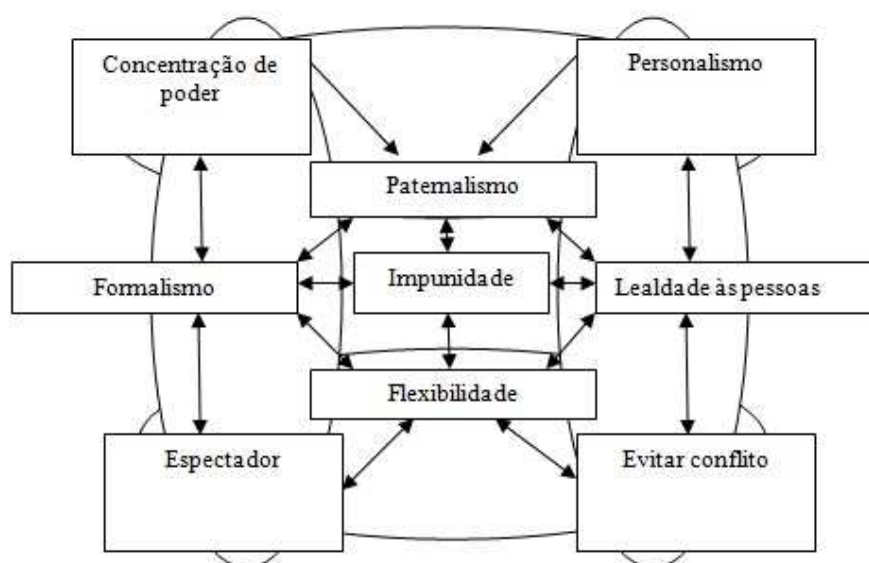 Concentração de
poder
Personalismo
Paternalismo
Formalismo
Impunidade
Lealdade às pessoas
Flexibilidade
Espectador
Evitar conflito